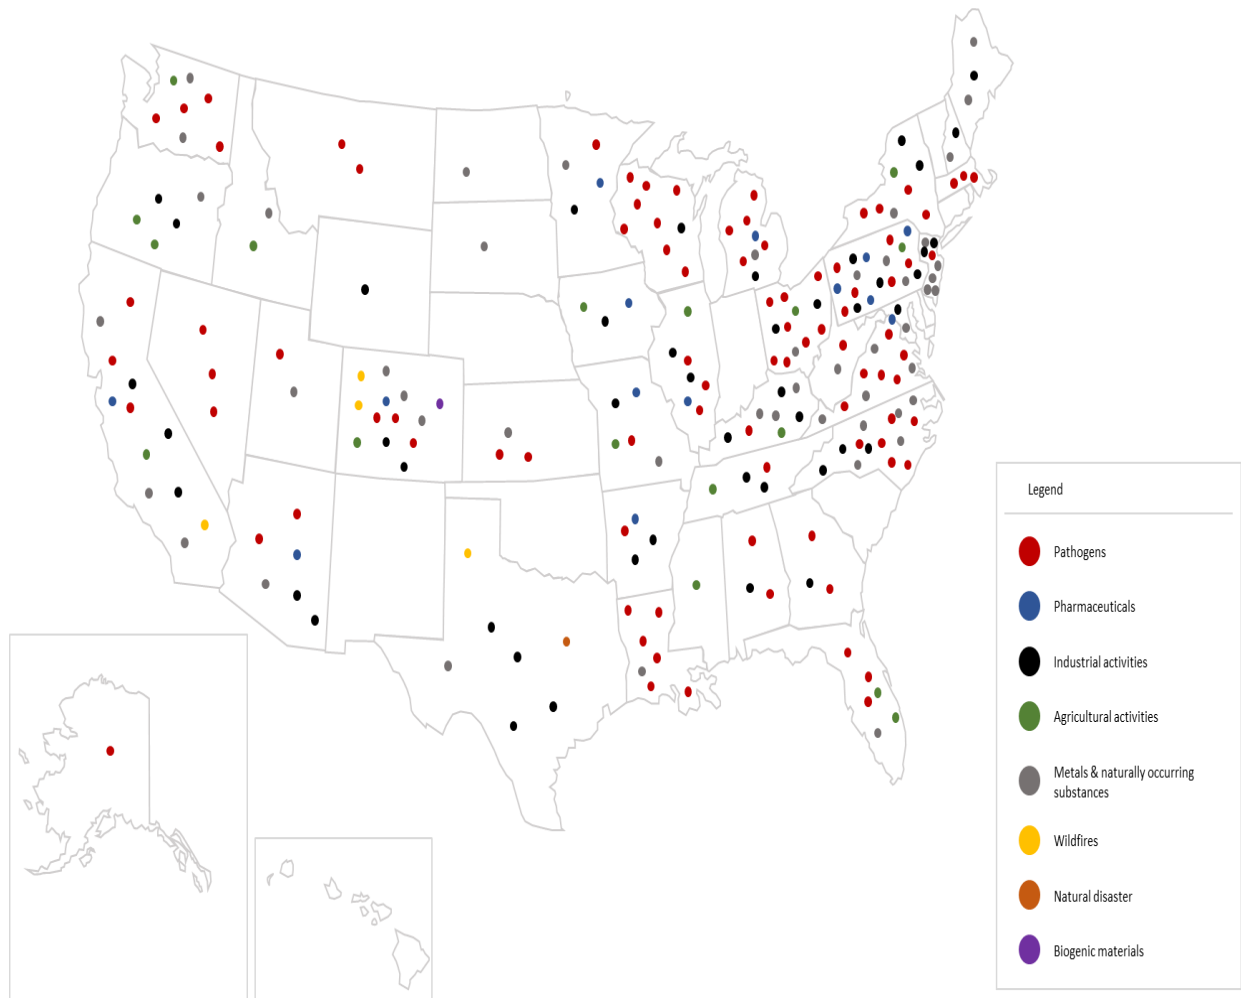 Legend
Pathogens
Pharmaceuticals
Industrial activities
Agricultural activities
Metals & naturally occurring
substances
Wildfires
Natural disaster
Biogenic materials